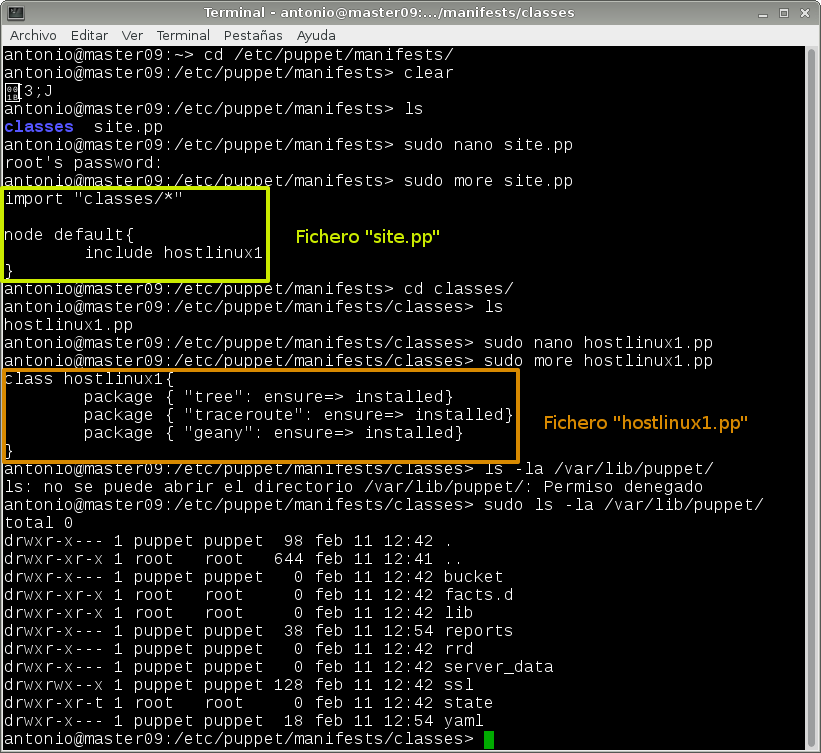 Terminal - antonio@master09:.../manifests/classes
Archivo Editar Ver Terminal Pestañas Ayuda
antonio@master09:~> cd /etc/puppet/manifests/
antonio@master09:/etc/puppet/manifests> clear
[3;J
antonio@master09:/etc/puppet/manifests> ls
classes  site.pp
antonio@master09:/etc/puppet/manifests> sudo nano site.pp
root's password:
antonio@master09:/etc/puppet/manifests> sudo more site.pp
import "classes/*"
node default{
        include hostlinux1
}
Fichero "site.pp"
antonio@master09:/etc/puppet/manifests> cd classes/
antonio@master09:/etc/puppet/manifests/classes> ls
hostlinux1.pp
antonio@master09:/etc/puppet/manifests/classes> sudo nano hostlinux1.pp
antonio@master09:/etc/puppet/manifests/classes> sudo more hostlinux1.pp
class hostlinux1{
        package { "tree": ensure=> installed}
        package { "traceroute": ensure=> installed}
        package { "geany": ensure=> installed}
}
Fichero "hostlinux1.pp"
antonio@master09:/etc/puppet/manifests/classes> ls -la /var/lib/puppet/
ls: no se puede abrir el directorio /var/lib/puppet/: Permiso denegado
antonio@master09:/etc/puppet/manifests/classes> sudo ls -la /var/lib/puppet/
total 0
drwxr-x--- 1 puppet puppet  98 feb 11 12:42 .
drwxr-xr-x 1 root   root   644 feb 11 12:41 ..
drwxr-x--- 1 puppet puppet   0 feb 11 12:42 bucket
drwxr-xr-x 1 root   root     0 feb 11 12:42 facts.d
drwxr-xr-x 1 root   root     0 feb 11 12:42 lib
drwxr-x--- 1 puppet puppet  38 feb 11 12:54 reports
drwxr-x--- 1 puppet puppet   0 feb 11 12:42 rrd
drwxr-x--- 1 puppet puppet   0 feb 11 12:42 server_data
drwxrwx--x 1 puppet puppet 128 feb 11 12:42 ssl
drwxr-xr-t 1 root   root     0 feb 11 12:42 state
drwxr-x--- 1 puppet puppet  18 feb 11 12:54 yaml
antonio@master09:/etc/puppet/manifests/classes>